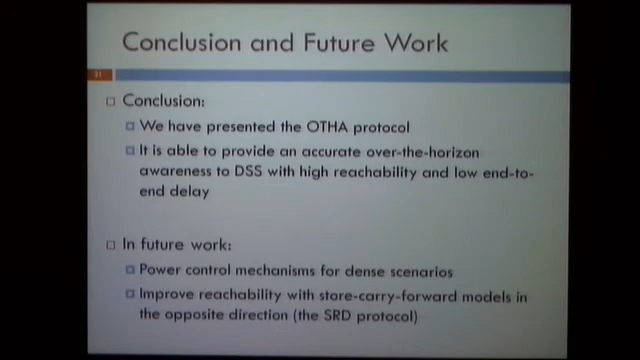 Conclusion and Future Work
31
Conclusion:
We have presented the OTHA protocol
It is able to provide an accurate over-the-horizon
awareness to DSS with high reachability and low end-to-
end delay
In future work:
Power control mechanisms for dense scenarios
Improve reachability with store-carry-forward models in
the opposite direction (the SRD protocol)